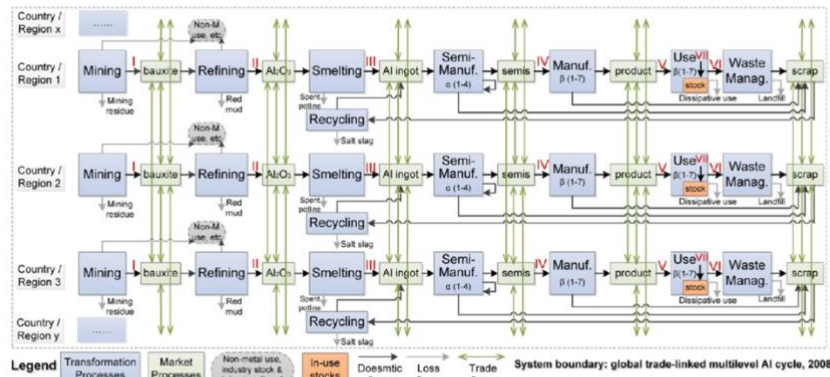 Country / Region x
......
Non-M use, etc
Country / Region 1
Mining
I
bauxite
Refining
II
Al₂O₃
Smelting
III
Al ingot
Semi-Manuf.
α (1-4)
semis
IV
Manuf.
β (1-7)
product
V
Use
β(1-7)
VII
stock
VI
Waste Manag.
scrap
Mining residue
Red mud
Spent potline
Recycling
Salt slag
Dissipative use
Landfill
Non-M use, etc
Country / Region 2
Mining
I
bauxite
Refining
II
Al₂O₃
Smelting
III
Al ingot
Semi-Manuf.
α (1-4)
semis
IV
Manuf.
β (1-7)
product
V
Use
β(1-7)
VII
stock
VI
Waste Manag.
scrap
Mining residue
Red mud
Spent potline
Recycling
Salt slag
Dissipative use
Landfill
Non-M use, etc
Country / Region 3
Mining
I
bauxite
Refining
II
Al₂O₃
Smelting
III
Al ingot
Semi-Manuf.
α (1-4)
semis
IV
Manuf.
β (1-7)
product
V
Use
β(1-7)
VII
stock
VI
Waste Manag.
scrap
Mining residue
Red mud
Spent potline
Recycling
Salt slag
Dissipative use
Landfill
Country / Region y
......
Legend
Transformation Processes
Market Processes
Non-metal use, industry stock &
In-use stocks
Doesmtic
Loss
Trade
System boundary: global trade-linked multilevel Al cycle, 2008